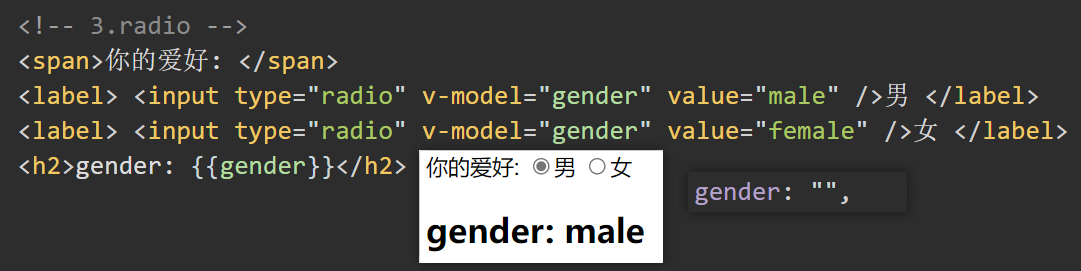 <!-- 3.radio -->
<span>你的爱好: </span>
<label> <input type="radio" v-model="gender" value="male" />男 </label>
<label> <input type="radio" v-model="gender" value="female" />女 </label>
<h2>gender: {{gender}}</h2>
你的爱好: 男 女
gender: "",
gender: male